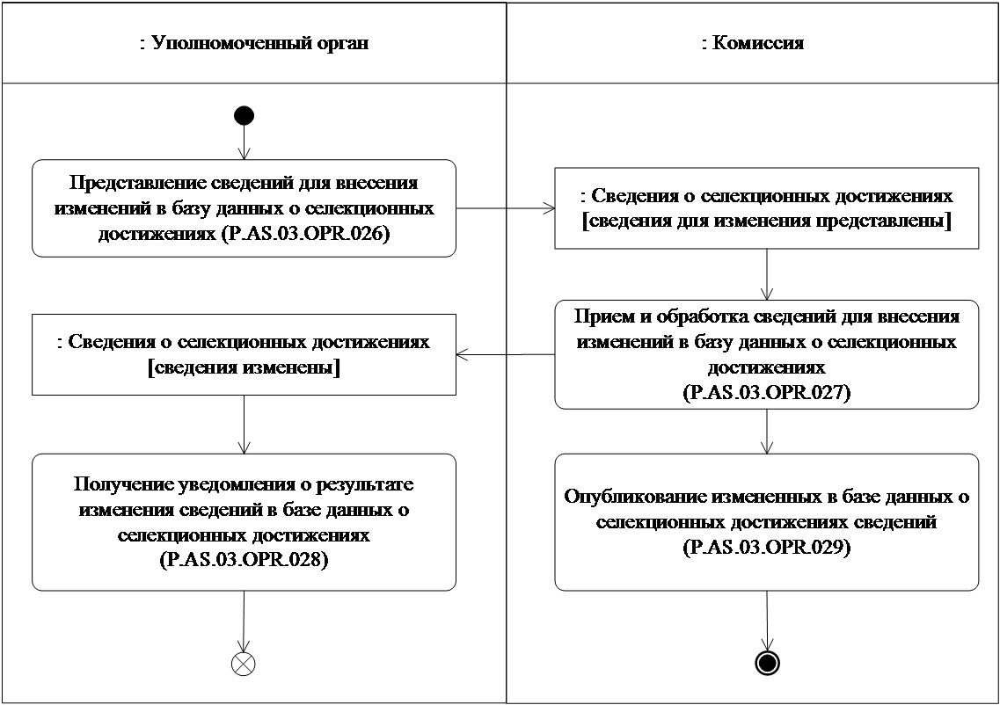 : Уполномоченный орган
: Комиссия
Представление сведений для внесения
изменений в базу данных о селекционных
достижениях (P.AS.03.OPR.026)
: Сведения о селекционных достижениях
[сведения для изменения представлены]
Прием и обработка сведений для внесения
изменений в базу данных о селекционных
достижениях
(P.AS.03.OPR.027)
: Сведения о селекционных достижениях
[сведения изменены]
Получение уведомления о результате
изменения сведений в базе данных о
селекционных достижениях
(P.AS.03.OPR.028)
Опубликование измененных в базе данных о
селекционных достижениях сведений
(P.AS.03.OPR.029)